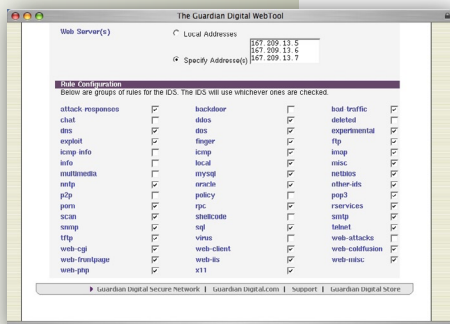 The Guardian Digital WebTool
Web Server(s)
Local Addresses
Specify Addresse(s)
167.209.13.5
167.209.13.6
167.209.13.7
Rule Configuration
Below are groups of rules for the IDS. The IDS will use whichever ones are checked.
attack responses backdoor bad-traffic
chat ddos deleted
dns dos experimental
exploit finger ftp
icmp-info icmp imap
info local misc
multimedia mysql netbios
nntp oracle other-ids
p2p policy pop3
porn rpc rservices
scan shellcode smtp
snmp sql telnet
tftp virus web-attacks
web-cgi web-client web-coldfusion
web-frontpage web-iis web-misc
web-php x11
Guardian Digital Secure Network | Guardian Digital.com | Support | Guardian Digital Store